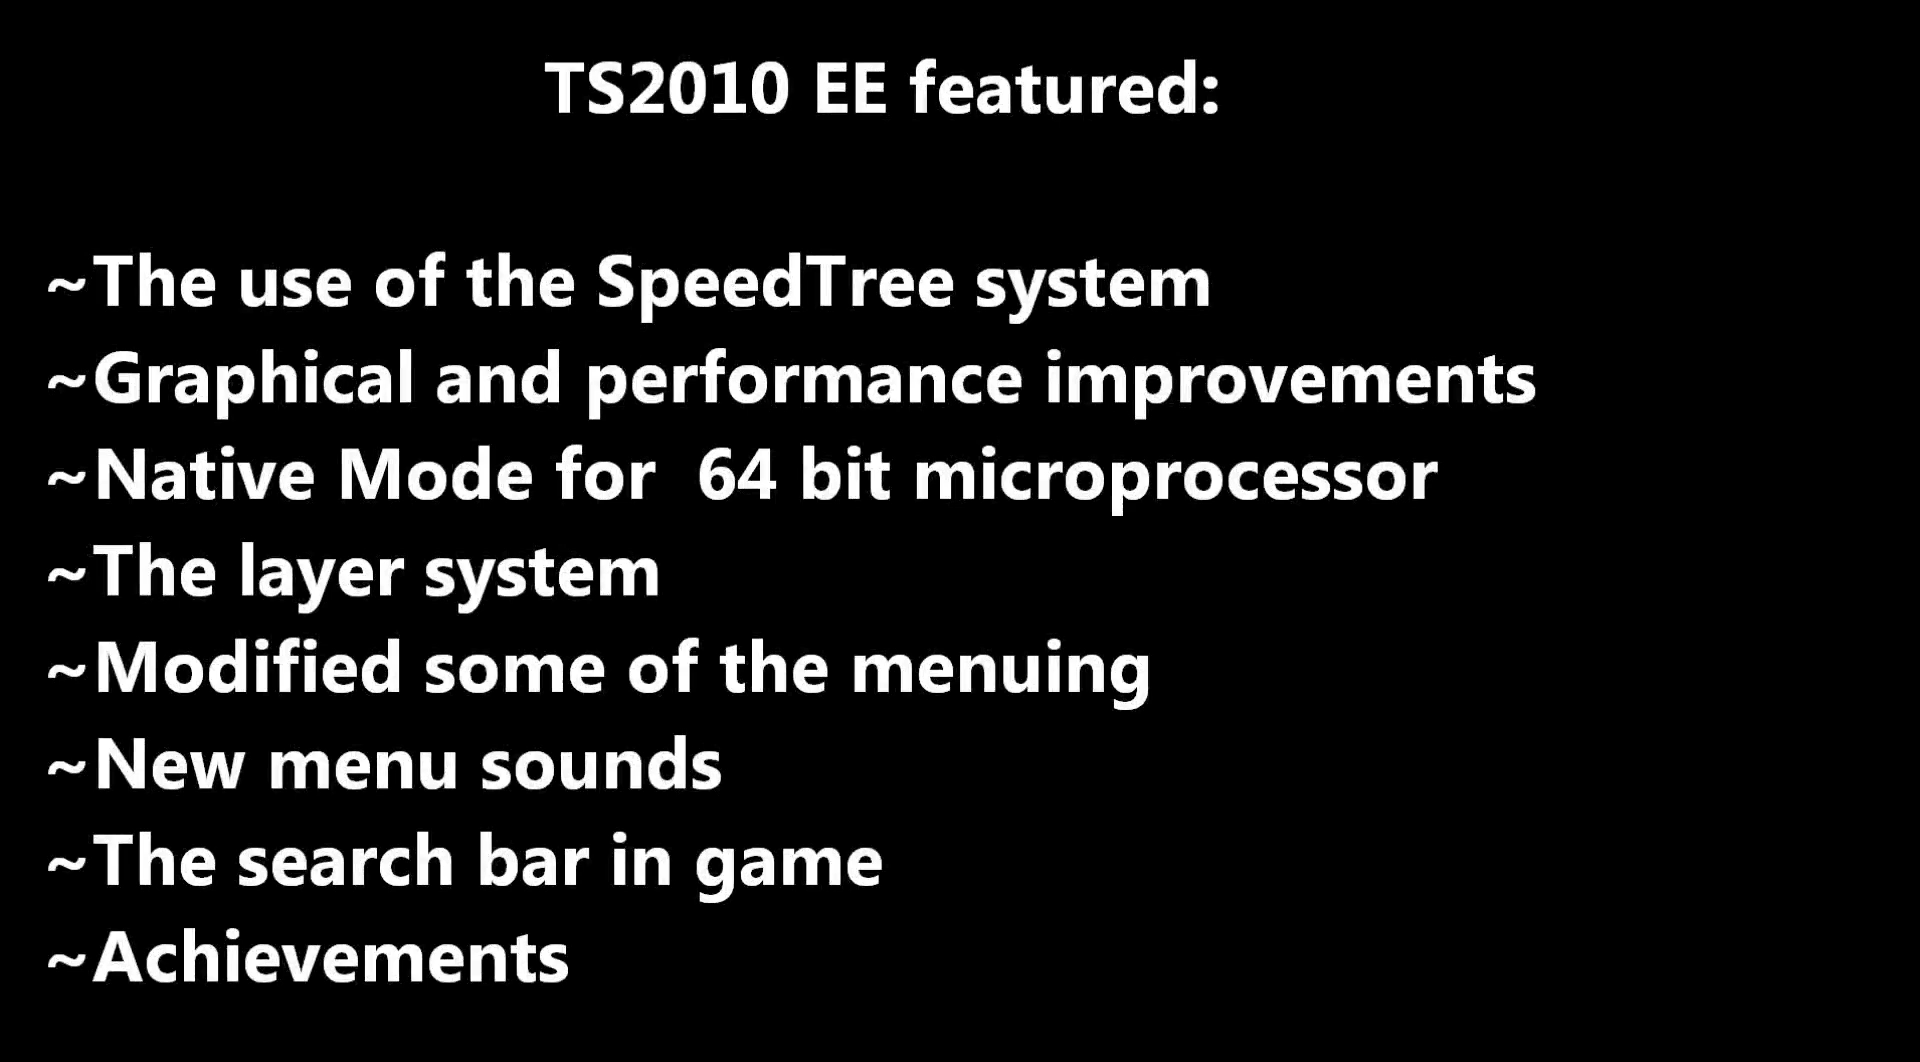 TS2010 EE featured:
~The use of the SpeedTree system
~Graphical and performance improvements
~Native Mode for  64 bit microprocessor
~The layer system
~Modified some of the menuing
~New menu sounds
~The search bar in game
~Achievements